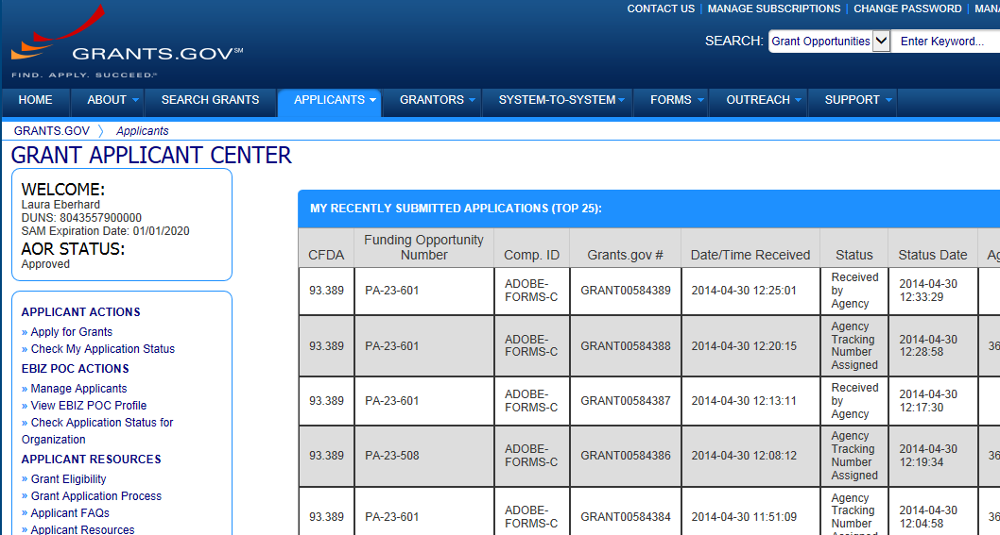 CONTACT US | MANAGE SUBSCRIPTIONS | CHANGE PASSWORD |
GRANTS.GOV℠
FIND. APPLY. SUCCEED.℠
SEARCH: Grant Opportunities Enter Keyword...
HOME ABOUT SEARCH GRANTS APPLICANTS GRANTORS SYSTEM-TO-SYSTEM FORMS OUTREACH SUPPORT
GRANTS.GOV 〉 Applicants
GRANT APPLICANT CENTER
WELCOME:
Laura Eberhard
DUNS: 8043557900000
SAM Expiration Date: 01/01/2020
AOR STATUS:
Approved
APPLICANT ACTIONS
» Apply for Grants
» Check My Application Status
EBIZ POC ACTIONS
» Manage Applicants
» View EBIZ POC Profile
» Check Application Status for
Organization
APPLICANT RESOURCES
» Grant Eligibility
» Grant Application Process
» Applicant FAQs
» Applicant Resources
MY RECENTLY SUBMITTED APPLICATIONS (TOP 25):
CFDA Funding Opportunity Number Comp. ID Grants.gov # Date/Time Received Status Status Date
93.389 PA-23-601 ADOBE-FORMS-C GRANT00584389 2014-04-30 12:25:01 Received by Agency 2014-04-30 12:33:29
93.389 PA-23-601 ADOBE-FORMS-C GRANT00584388 2014-04-30 12:20:15 Agency Tracking Number Assigned 2014-04-30 12:28:58
93.389 PA-23-601 ADOBE-FORMS-C GRANT00584387 2014-04-30 12:13:11 Received by Agency 2014-04-30 12:17:30
93.389 PA-23-508 ADOBE-FORMS-C GRANT00584386 2014-04-30 12:08:12 Agency Tracking Number Assigned 2014-04-30 12:19:34
93.389 PA-23-601 ADOBE-FORMS-C GRANT00584384 2014-04-30 11:51:09 Agency Tracking Number 2014-04-30 12:04:58